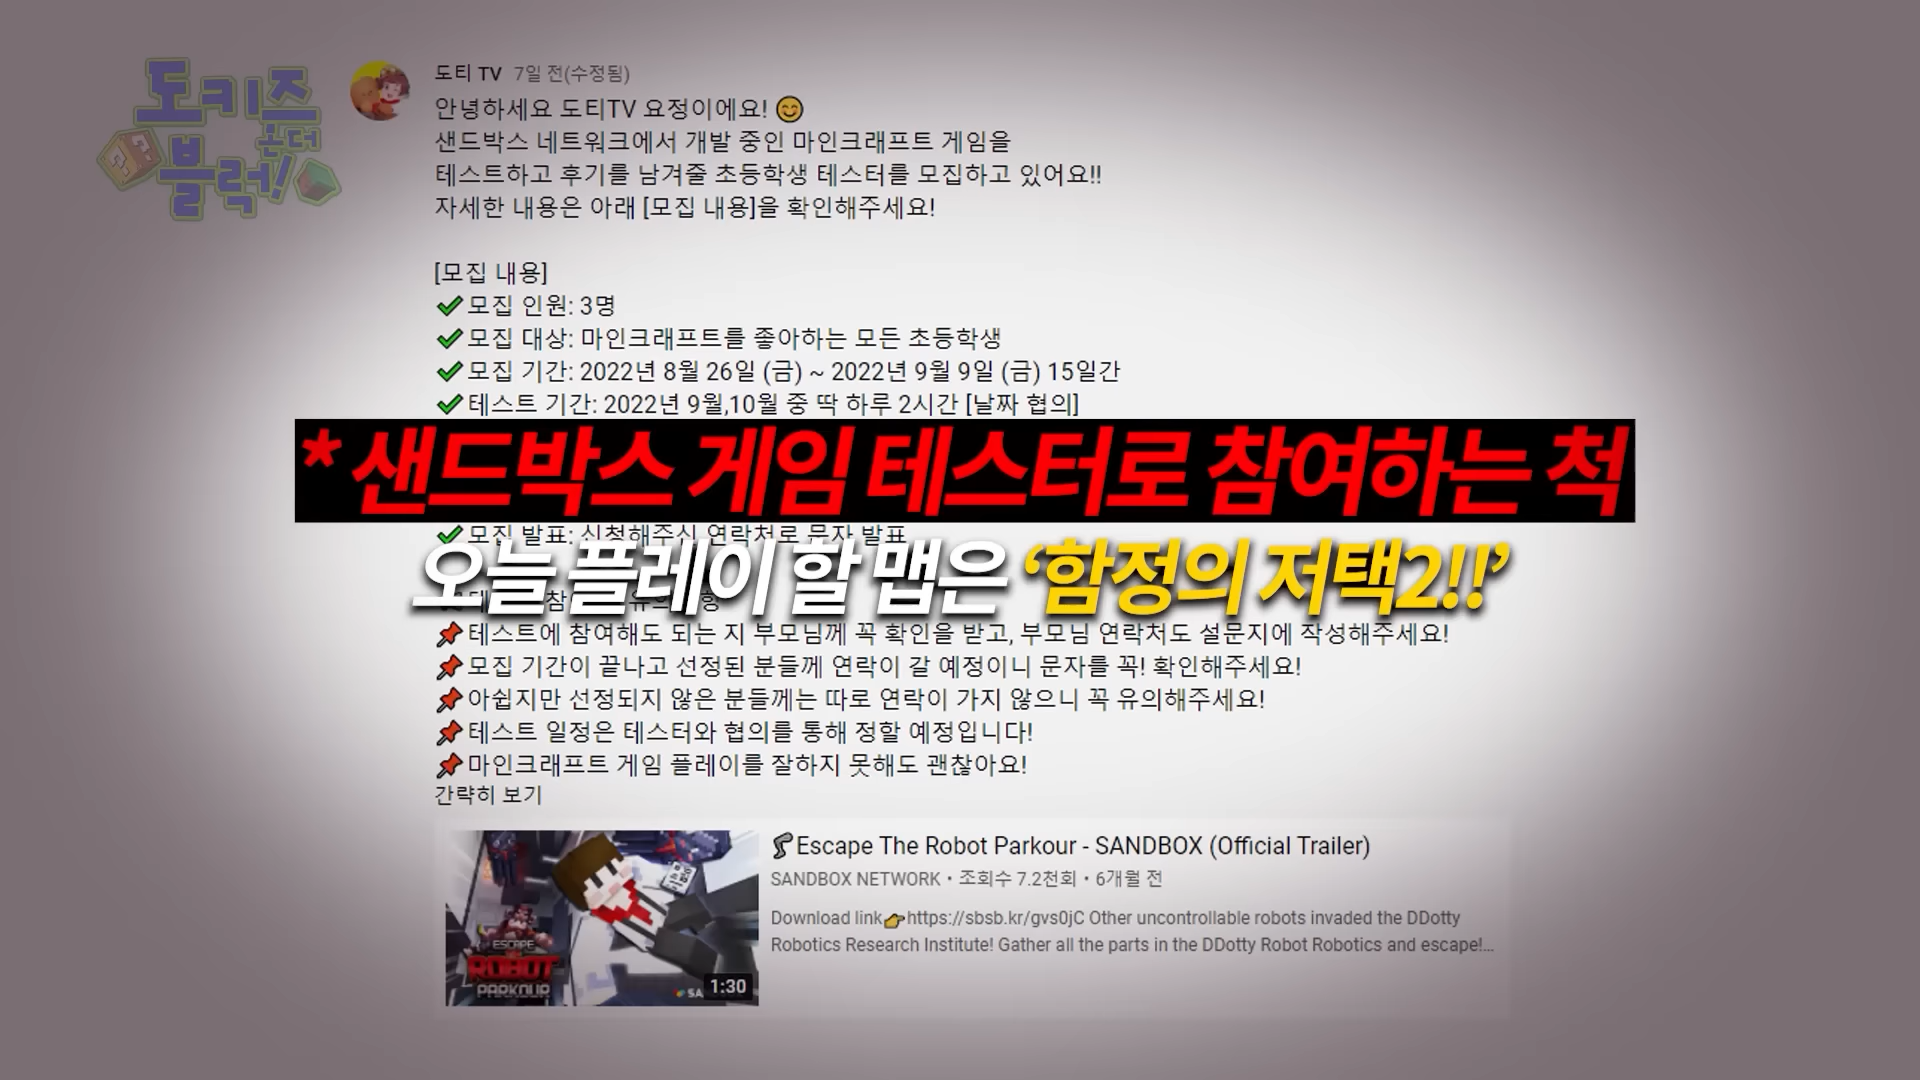 도키즈
온더
블럭!
도티 TV 7일 전(수정됨)
안녕하세요 도티TV 요정이에요! 😊
샌드박스 네트워크에서 개발 중인 마인크래프트 게임을
테스트하고 후기를 남겨줄 초등학생 테스터를 모집하고 있어요!!
자세한 내용은 아래 [모집 내용]을 확인해주세요!
[모집 내용]
✔모집 인원: 3명
✔모집 대상: 마인크래프트를 좋아하는 모든 초등학생
✔모집 기간: 2022년 8월 26일 (금) ~ 2022년 9월 9일 (금) 15일간
✔테스트 기간: 2022년 9월,10월 중 딱 하루 2시간 [날짜 협의]
* 샌드박스 게임 테스터로 참여하는 척
✔모집 발표: 신청해주신 연락처로 문자 발표
오늘 플레이 할 맵은 ‘함정의 저택2!!’
📌테스트에 참여해도 되는 지 부모님께 꼭 확인을 받고, 부모님 연락처도 설문지에 작성해주세요!
📌모집 기간이 끝나고 선정된 분들께 연락이 갈 예정이니 문자를 꼭! 확인해주세요!
📌아쉽지만 선정되지 않은 분들께는 따로 연락이 가지 않으니 꼭 유의해주세요!
📌테스트 일정은 테스터와 협의를 통해 정할 예정입니다!
📌마인크래프트 게임 플레이를 잘하지 못해도 괜찮아요!
간략히 보기
🦿Escape The Robot Parkour - SANDBOX (Official Trailer)
SANDBOX NETWORK • 조회수 7.2천회 • 6개월 전
Download link👉https://sbsb.kr/gvs0jC Other uncontrollable robots invaded the DDotty
Robotics Research Institute! Gather all the parts in the DDotty Robot Robotics and escape!...
ESCAPE
ROBOT
PARKOUR
SA
1:30